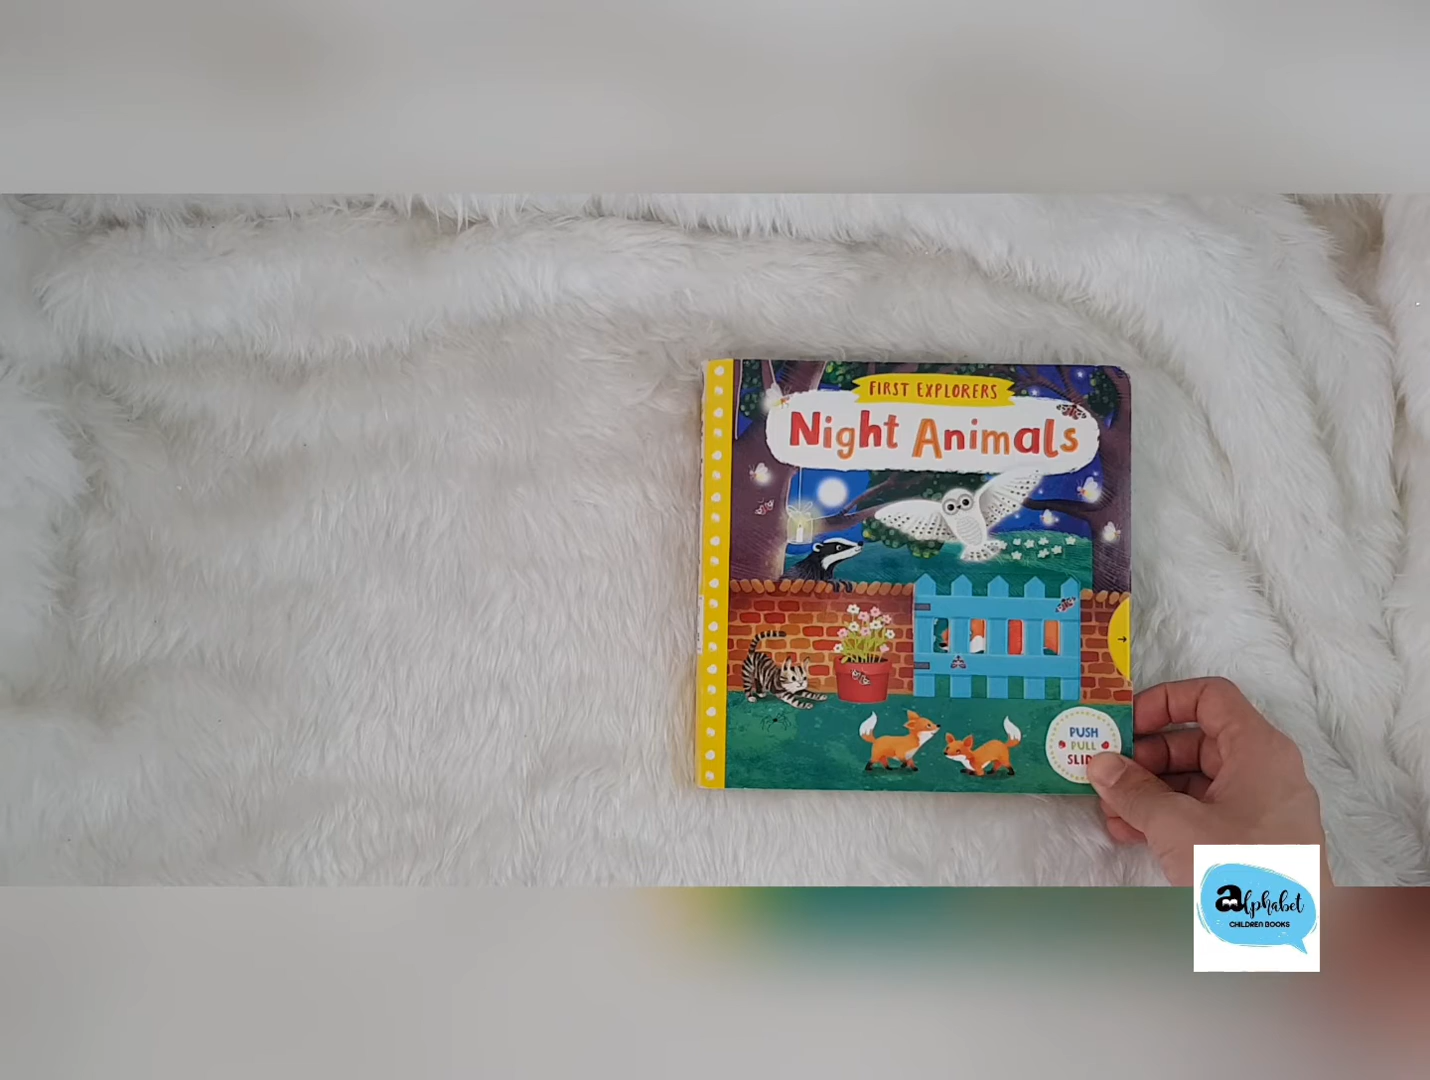 FIRST EXPLORERS
Night Animals
PUSH
PULL
alphabet
CHILDREN BOOKS